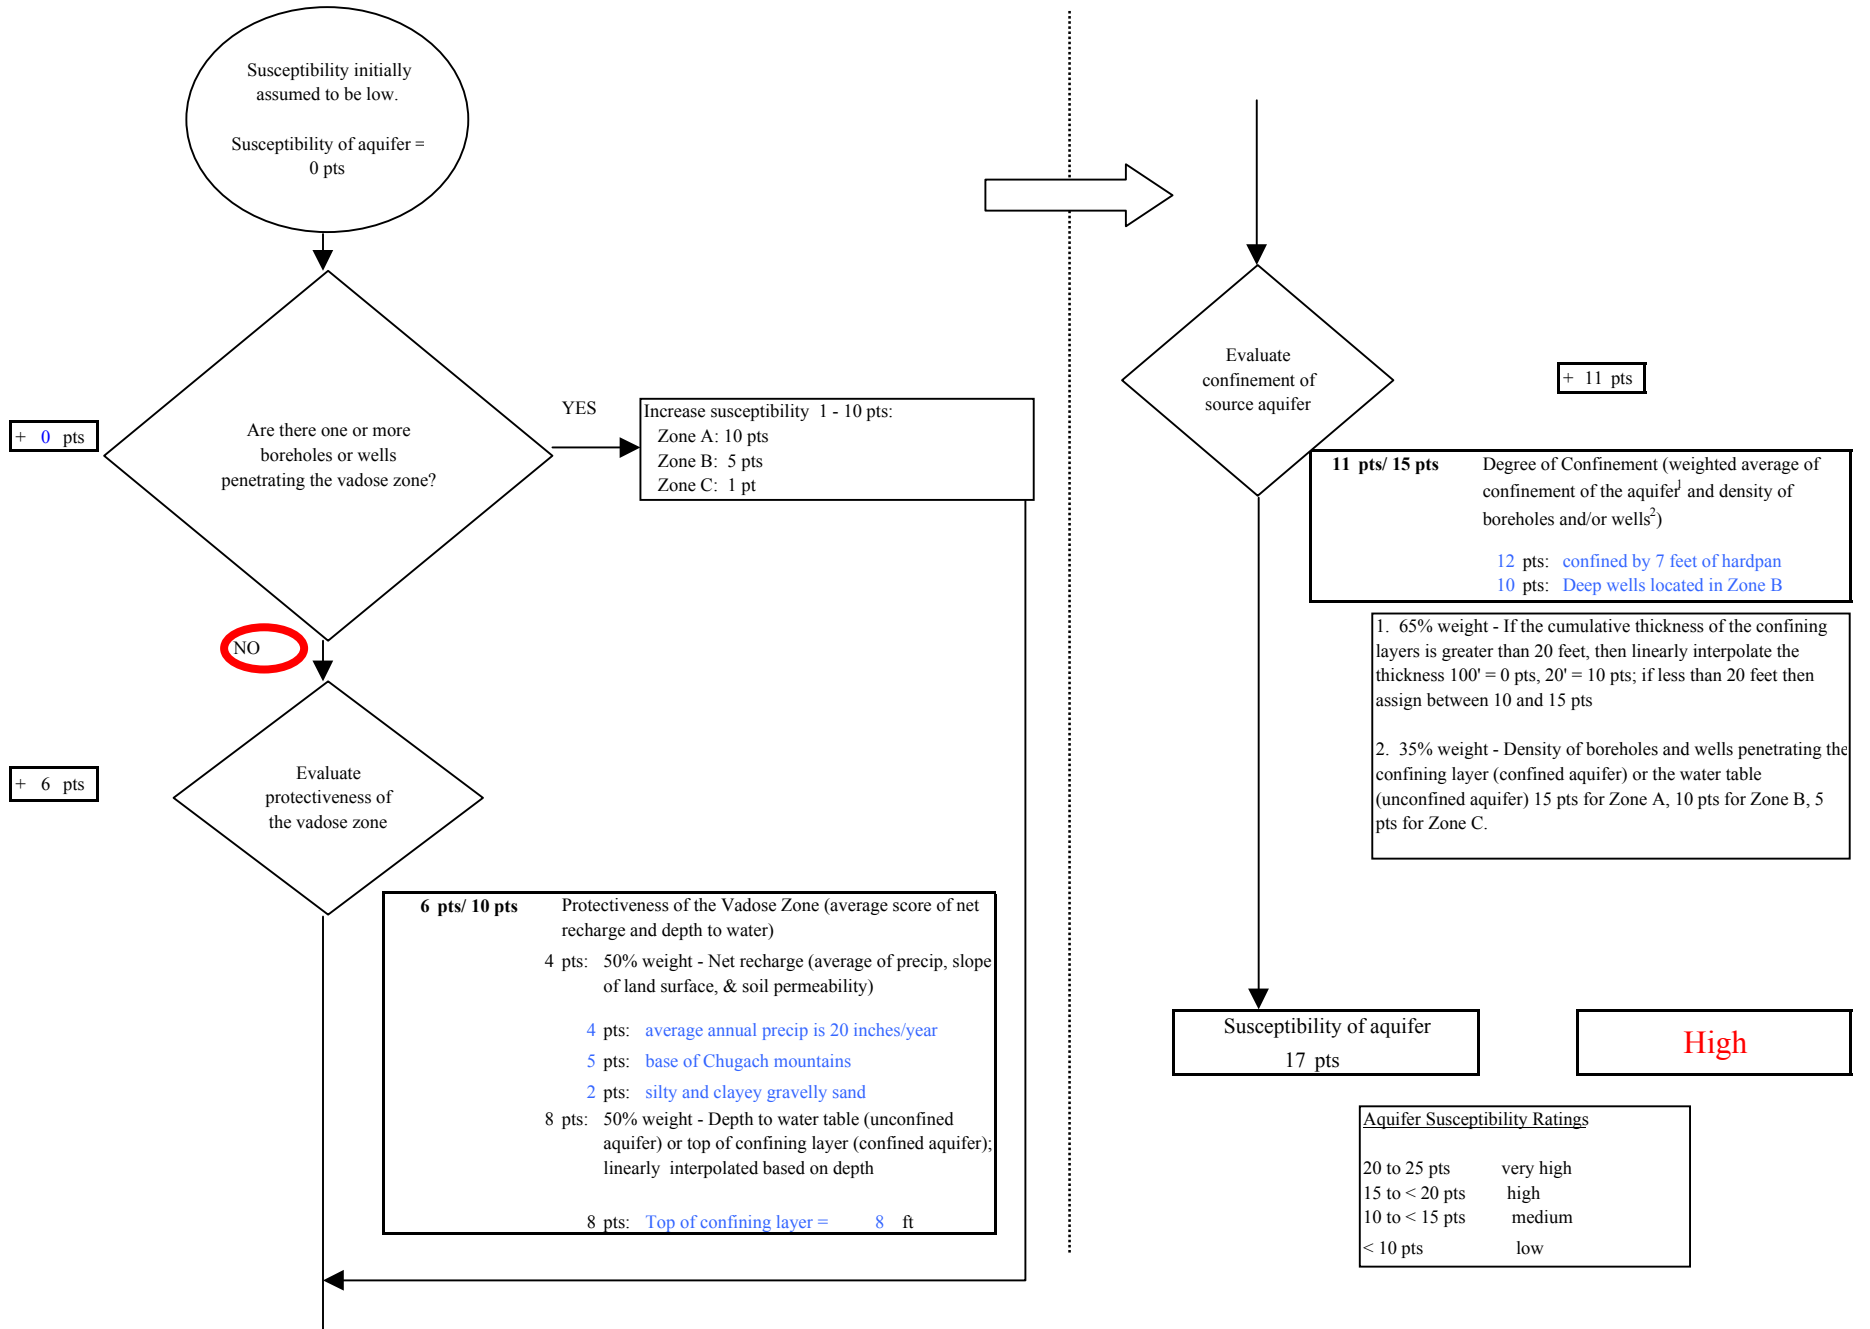 Susceptibility initially
assumed to be low.
Susceptibility of aquifer =
0 pts
Are there one or more
boreholes or wells
penetrating the vadose zone?
+ 0 pts
YES
Increase susceptibility 1 - 10 pts:
Zone A: 10 pts
Zone B: 5 pts
Zone C: 1 pt
NO
Evaluate
protectiveness of
the vadose zone
+ 6 pts
6 pts/ 10 pts Protectiveness of the Vadose Zone (average score of net
recharge and depth to water)
4 pts: 50% weight - Net recharge (average of precip, slope
of land surface, & soil permeability)
4 pts: average annual precip is 20 inches/year
5 pts: base of Chugach mountains
2 pts: silty and clayey gravelly sand
8 pts: 50% weight - Depth to water table (unconfined
aquifer) or top of confining layer (confined aquifer);
linearly interpolated based on depth
8 pts: Top of confining layer = 8 ft
Evaluate
confinement of
source aquifer
+ 11 pts
11 pts/ 15 pts Degree of Confinement (weighted average of
confinement of the aquifer1 and density of
boreholes and/or wells2)
12 pts: confined by 7 feet of hardpan
10 pts: Deep wells located in Zone B
1. 65% weight - If the cumulative thickness of the confining
layers is greater than 20 feet, then linearly interpolate the
thickness 100' = 0 pts, 20' = 10 pts; if less than 20 feet then
assign between 10 and 15 pts
2. 35% weight - Density of boreholes and wells penetrating the
confining layer (confined aquifer) or the water table
(unconfined aquifer) 15 pts for Zone A, 10 pts for Zone B, 5
pts for Zone C.
Susceptibility of aquifer
17 pts
High
Aquifer Susceptibility Ratings
20 to 25 pts very high
15 to < 20 pts high
10 to < 15 pts medium
< 10 pts low